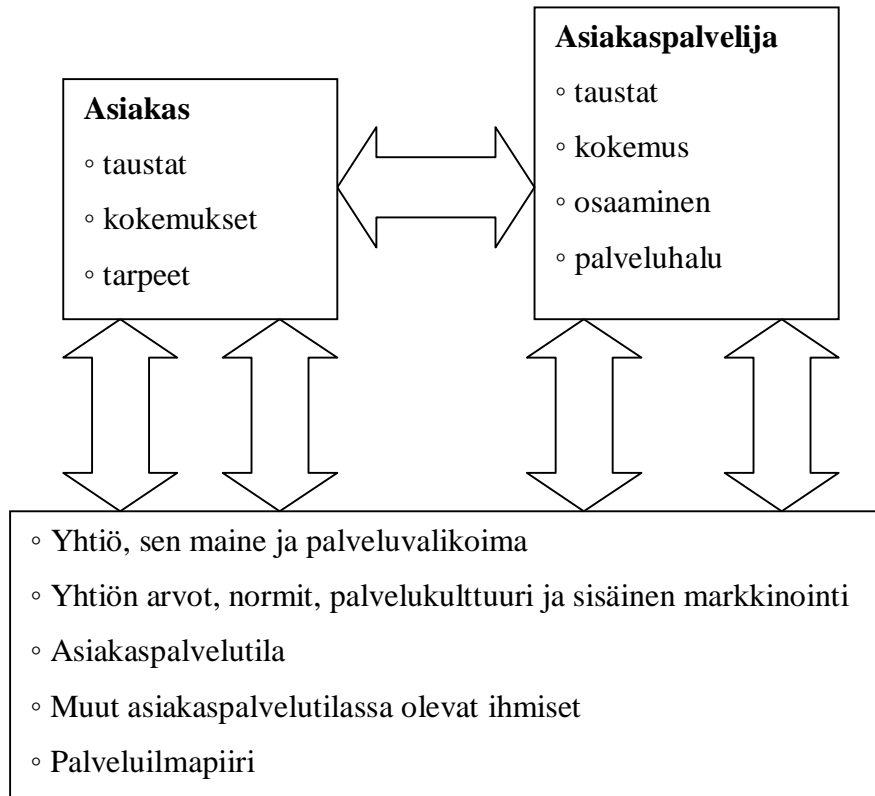 Asiakas
◦ taustat
◦ kokemukset
◦ tarpeet
Asiakaspalvelija
◦ taustat
◦ kokemus
◦ osaaminen
◦ palveluhalu
◦ Yhtiö, sen maine ja palveluvalikoima
◦ Yhtiön arvot, normit, palvelukulttuuri ja sisäinen markkinointi
◦ Asiakaspalvelutila
◦ Muut asiakaspalvelutilassa olevat ihmiset
◦ Palveluilmapiiri